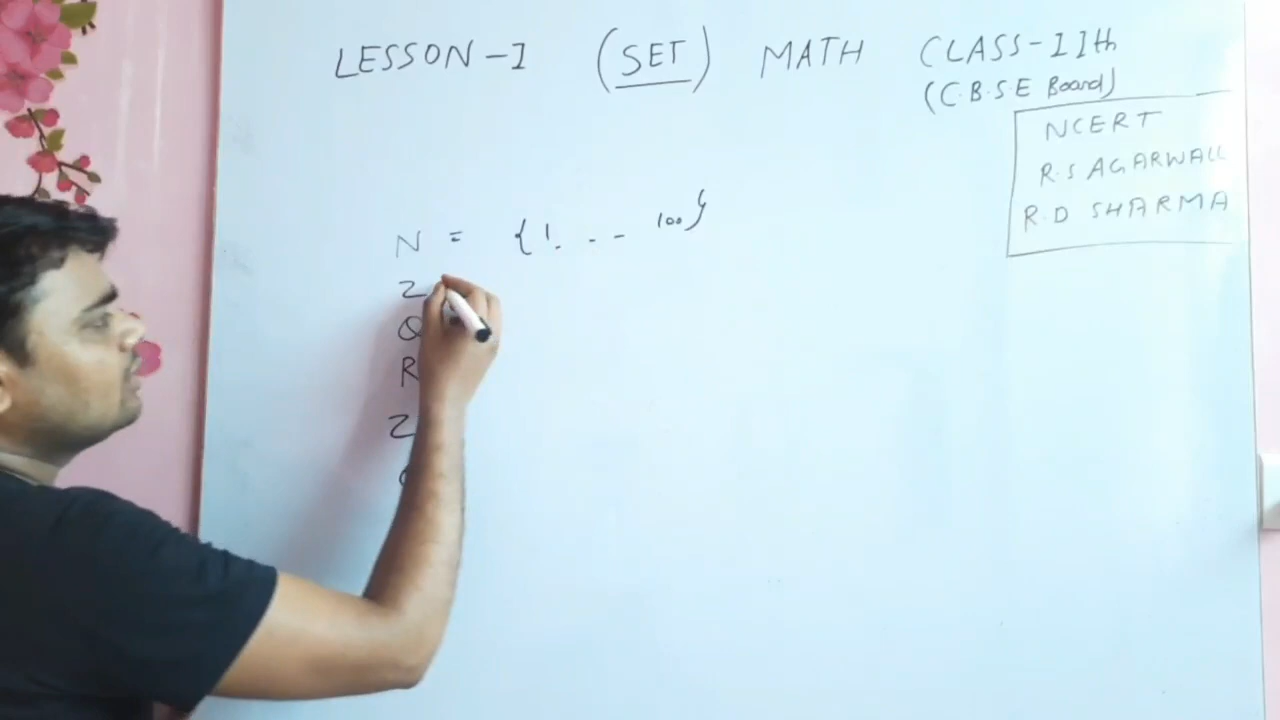 LESSON-I (SET) MATH CLASS-11th
(C.B.S.E Board)
NCERT
R.S AGARWALL
R.D SHARMA
N = {1. . - - 100}
Z
Q
R
Z